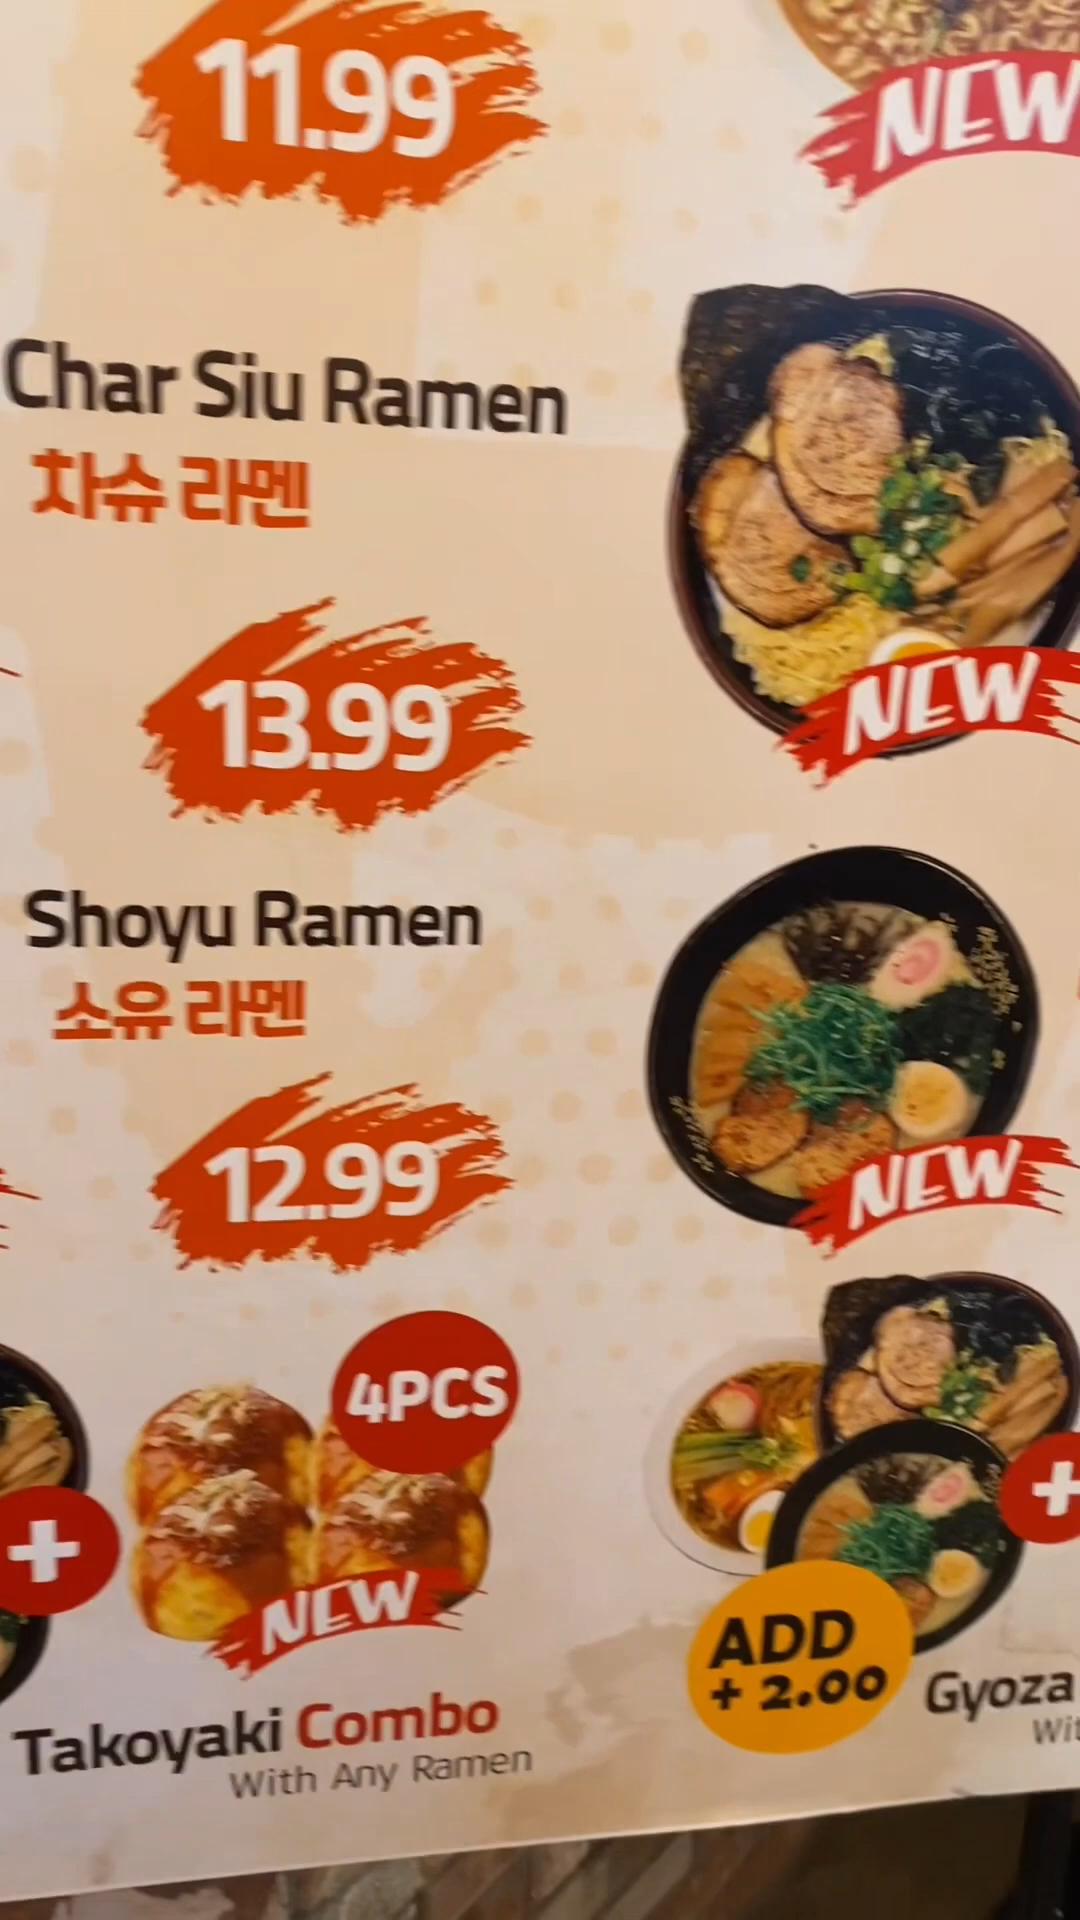 11.99
NEW
Char Siu Ramen
차슈 라멘
13.99
NEW
Shoyu Ramen
소유 라멘
12.99
NEW
4PCS
+
NEW
Takoyaki Combo
With Any Ramen
+
ADD
+ 2.00
Gyoza